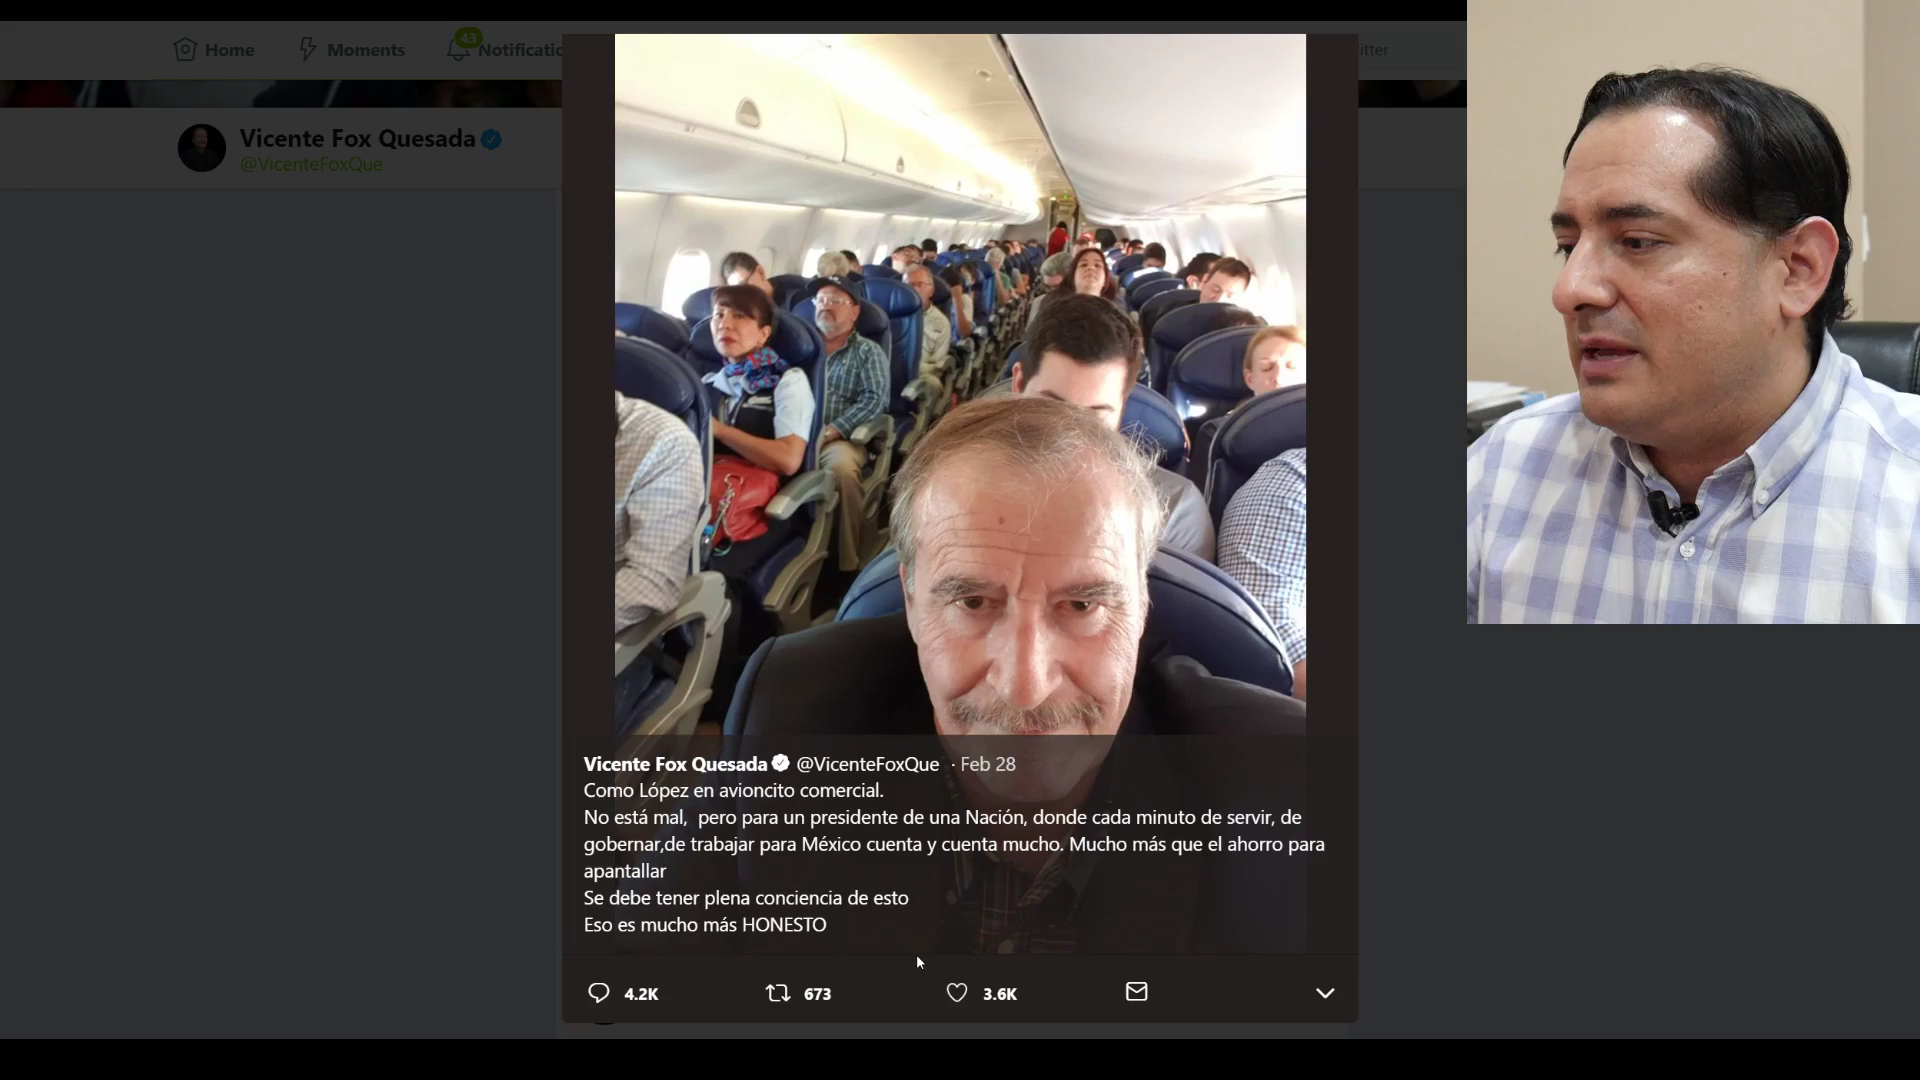 Home
Moments
43
Notificatio
itter
Vicente Fox Quesada
@VicenteFoxQue
Vicente Fox Quesada @VicenteFoxQue · Feb 28
Como López en avioncito comercial.
No está mal,  pero para un presidente de una Nación, donde cada minuto de servir, de
gobernar,de trabajar para México cuenta y cuenta mucho. Mucho más que el ahorro para
apantallar
Se debe tener plena conciencia de esto
Eso es mucho más HONESTO
4.2K
673
3.6K